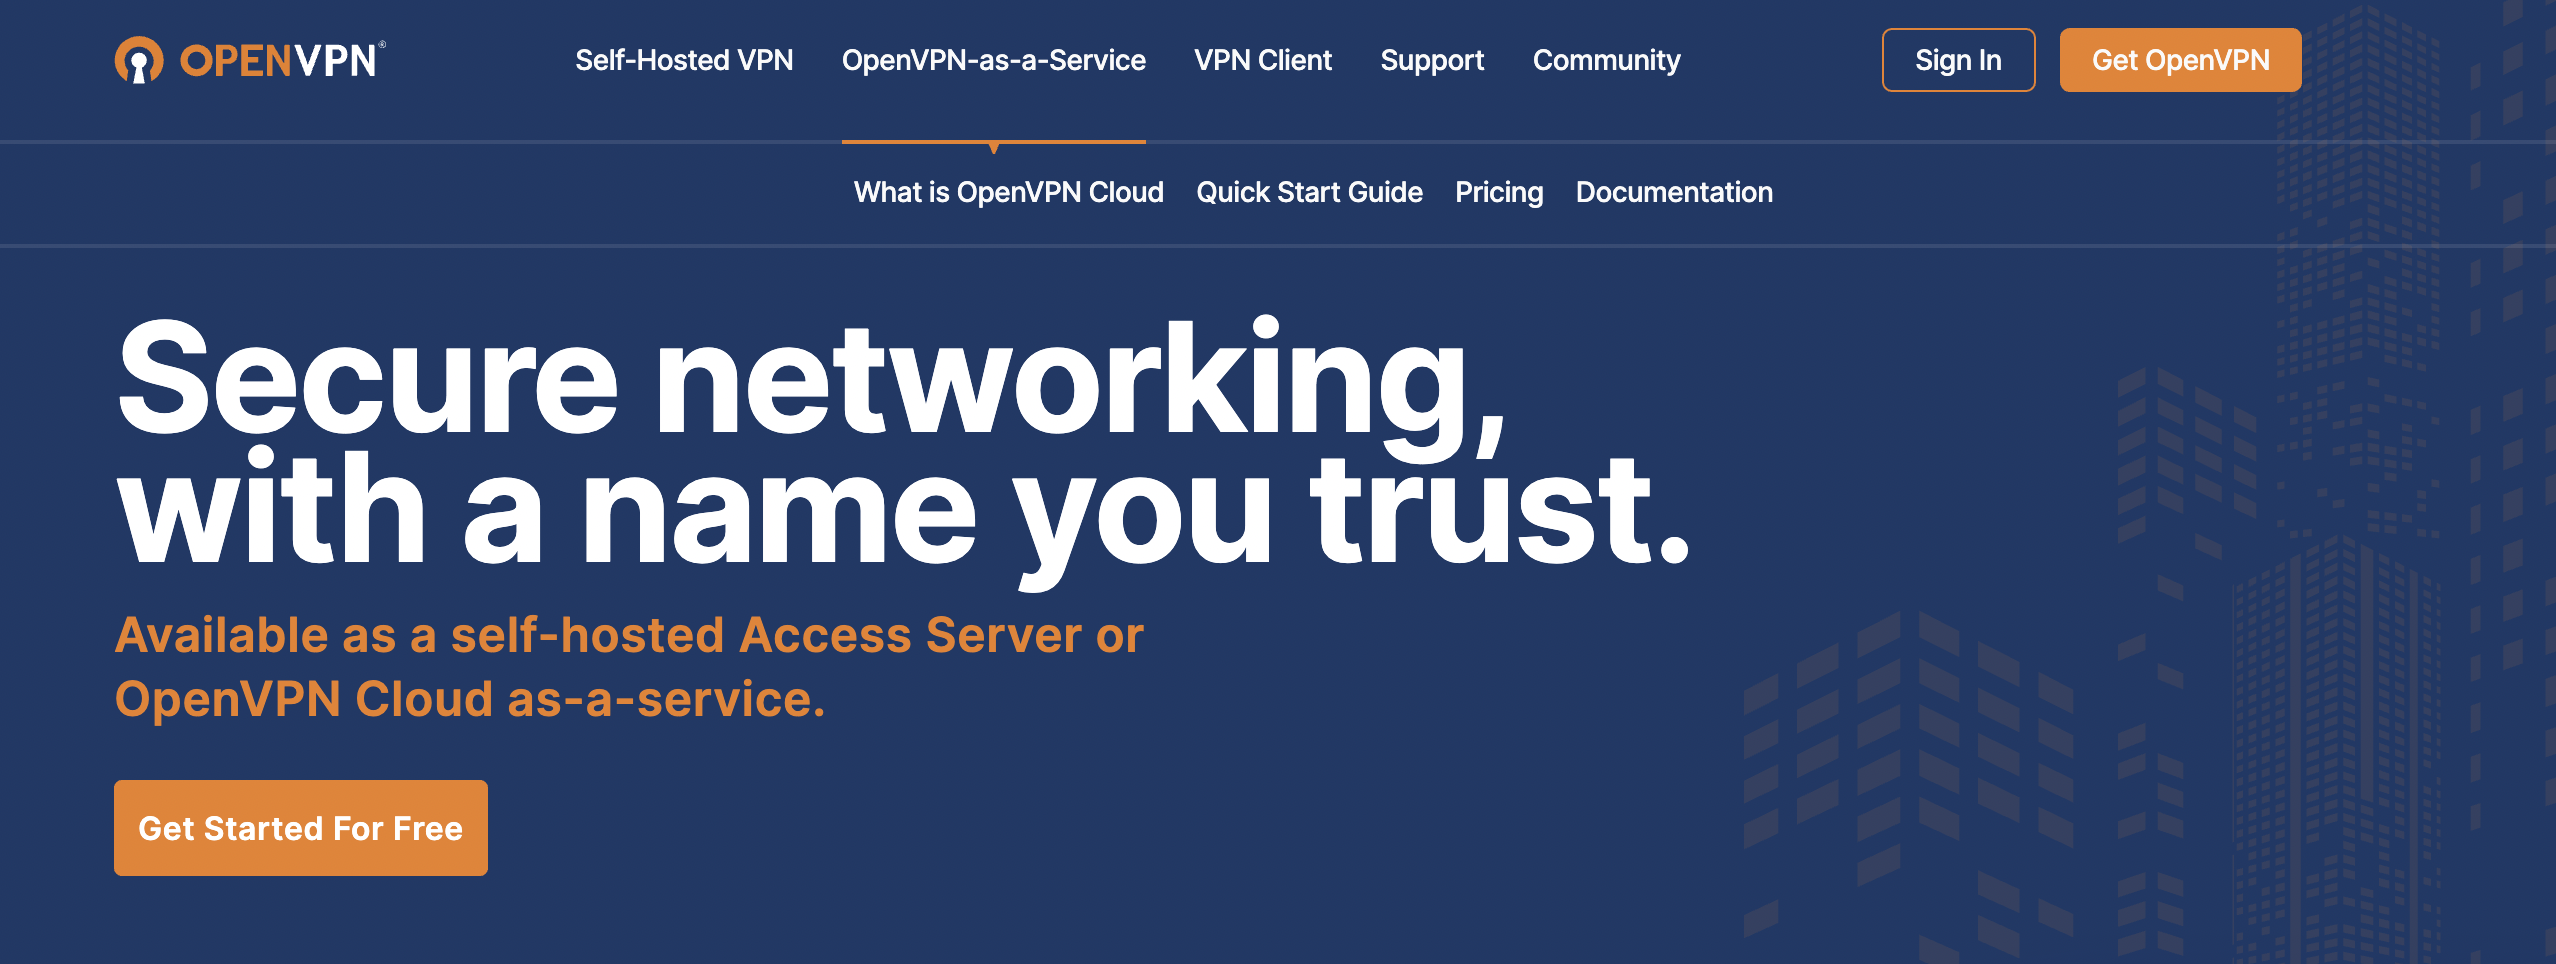 OPENVPN®
Self-Hosted VPN
OpenVPN-as-a-Service
VPN Client
Support
Community
Sign In
Get OpenVPN
What is OpenVPN Cloud
Quick Start Guide
Pricing
Documentation
Secure networking,
with a name you trust.
Available as a self-hosted Access Server or
OpenVPN Cloud as-a-service.
Get Started For Free